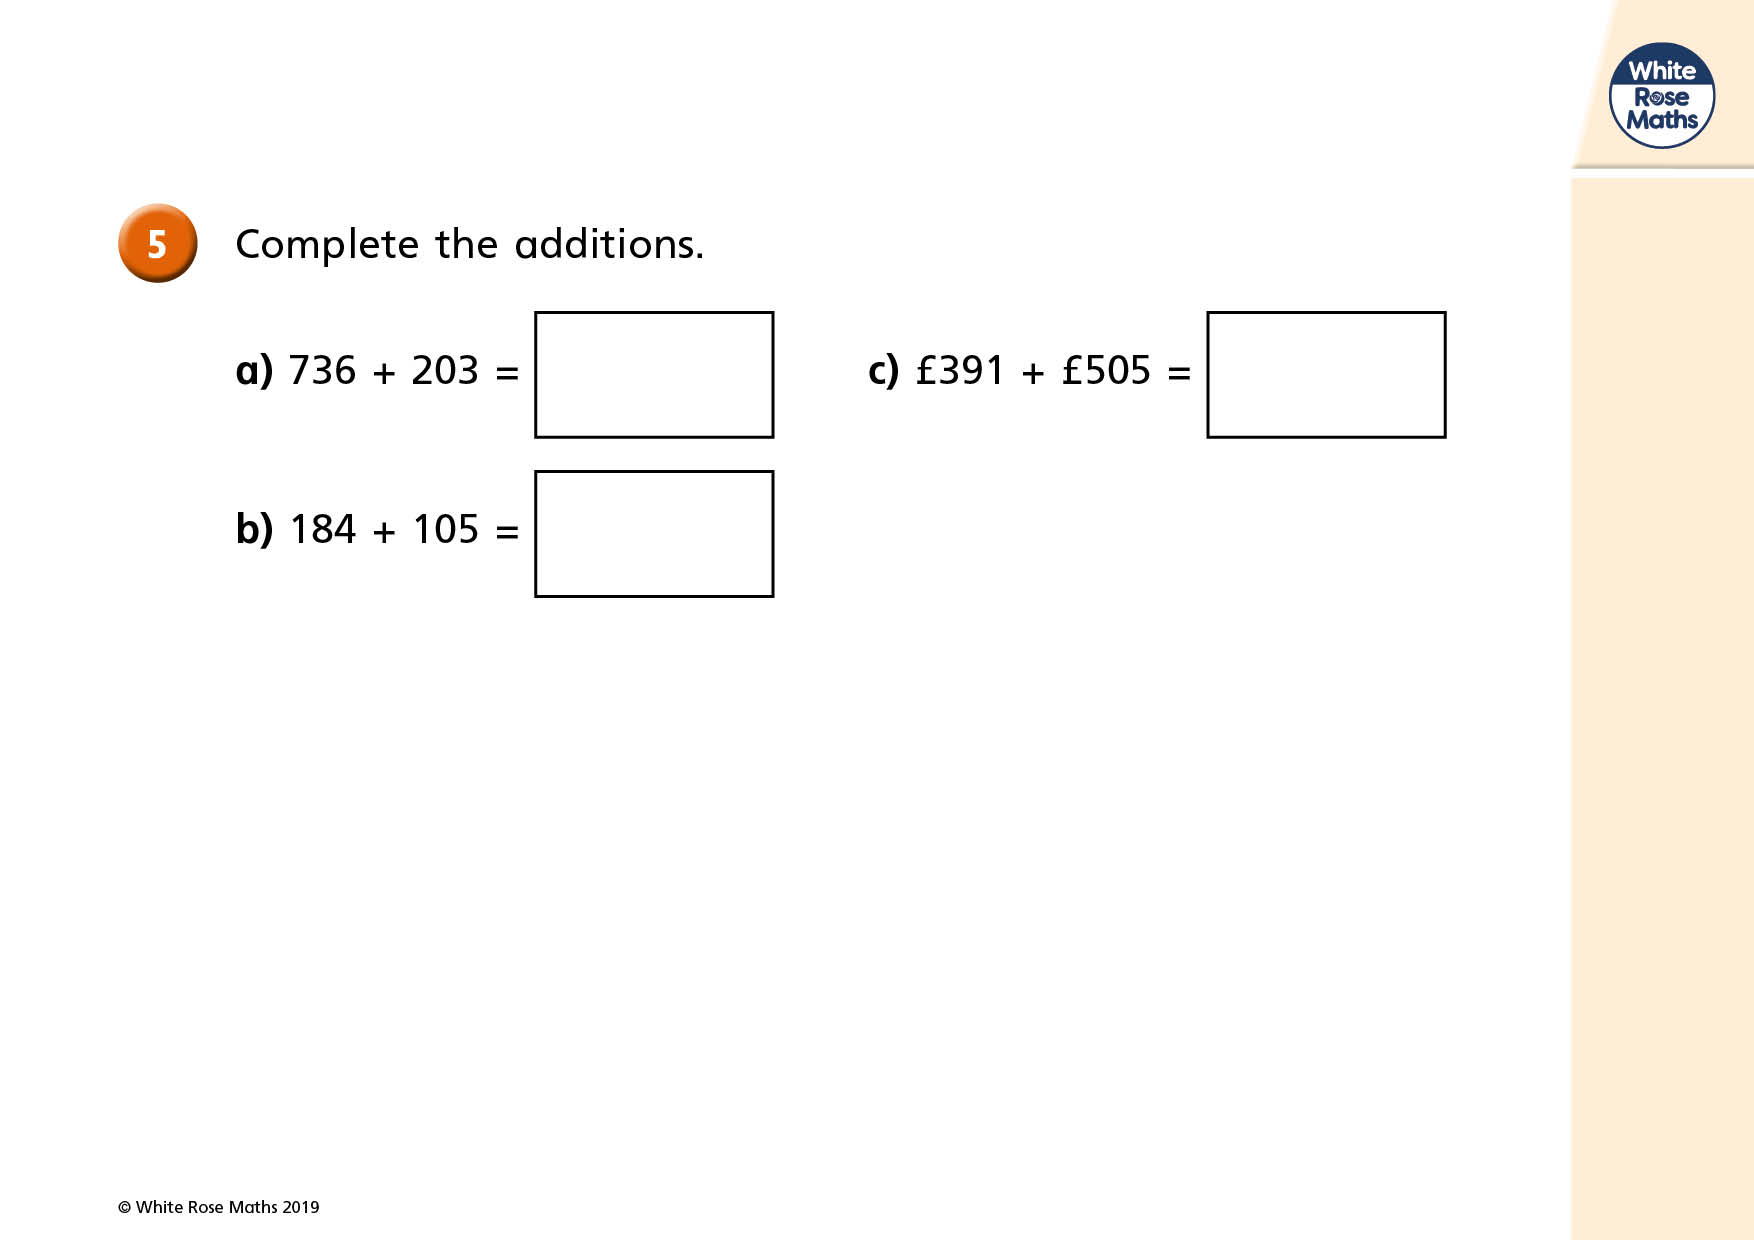 White
Rose
Maths
5 Complete the additions.
a) 736 + 203 =
c) £391 + £505 =
b) 184 + 105 =
© White Rose Maths 2019